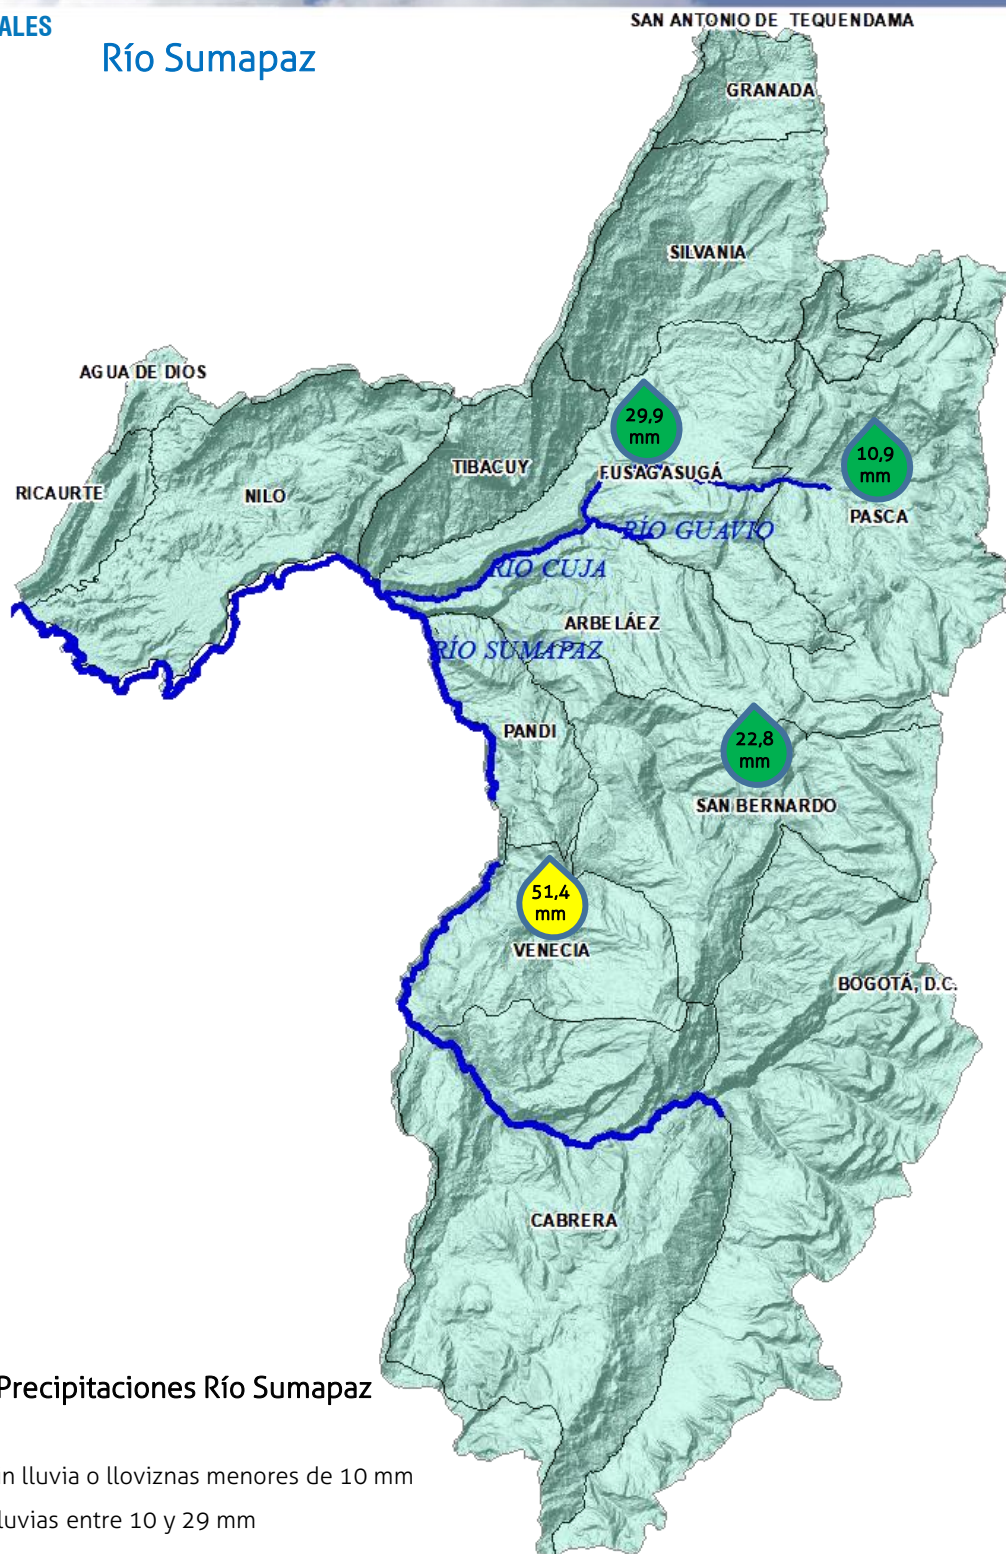 ALES
SAN ANTONIO DE TEQUENDAMA
Río Sumapaz
GRANADA
SILVANIA
AGUA DE DIOS
29,9
mm
10,9
mm
TIBACUY
FUSAGASUGÁ
RICAURTE
NILO
PASCA
RÍO GUAVIO
RÍO CUJA
ARBELÁEZ
RÍO SUMAPAZ
PANDI
22,8
mm
SAN BERNARDO
51,4
mm
VENECIA
BOGOTÁ, D.C.
CABRERA
Precipitaciones Río Sumapaz
an lluvia o lloviznas menores de 10 mm
luvias entre 10 y 29 mm